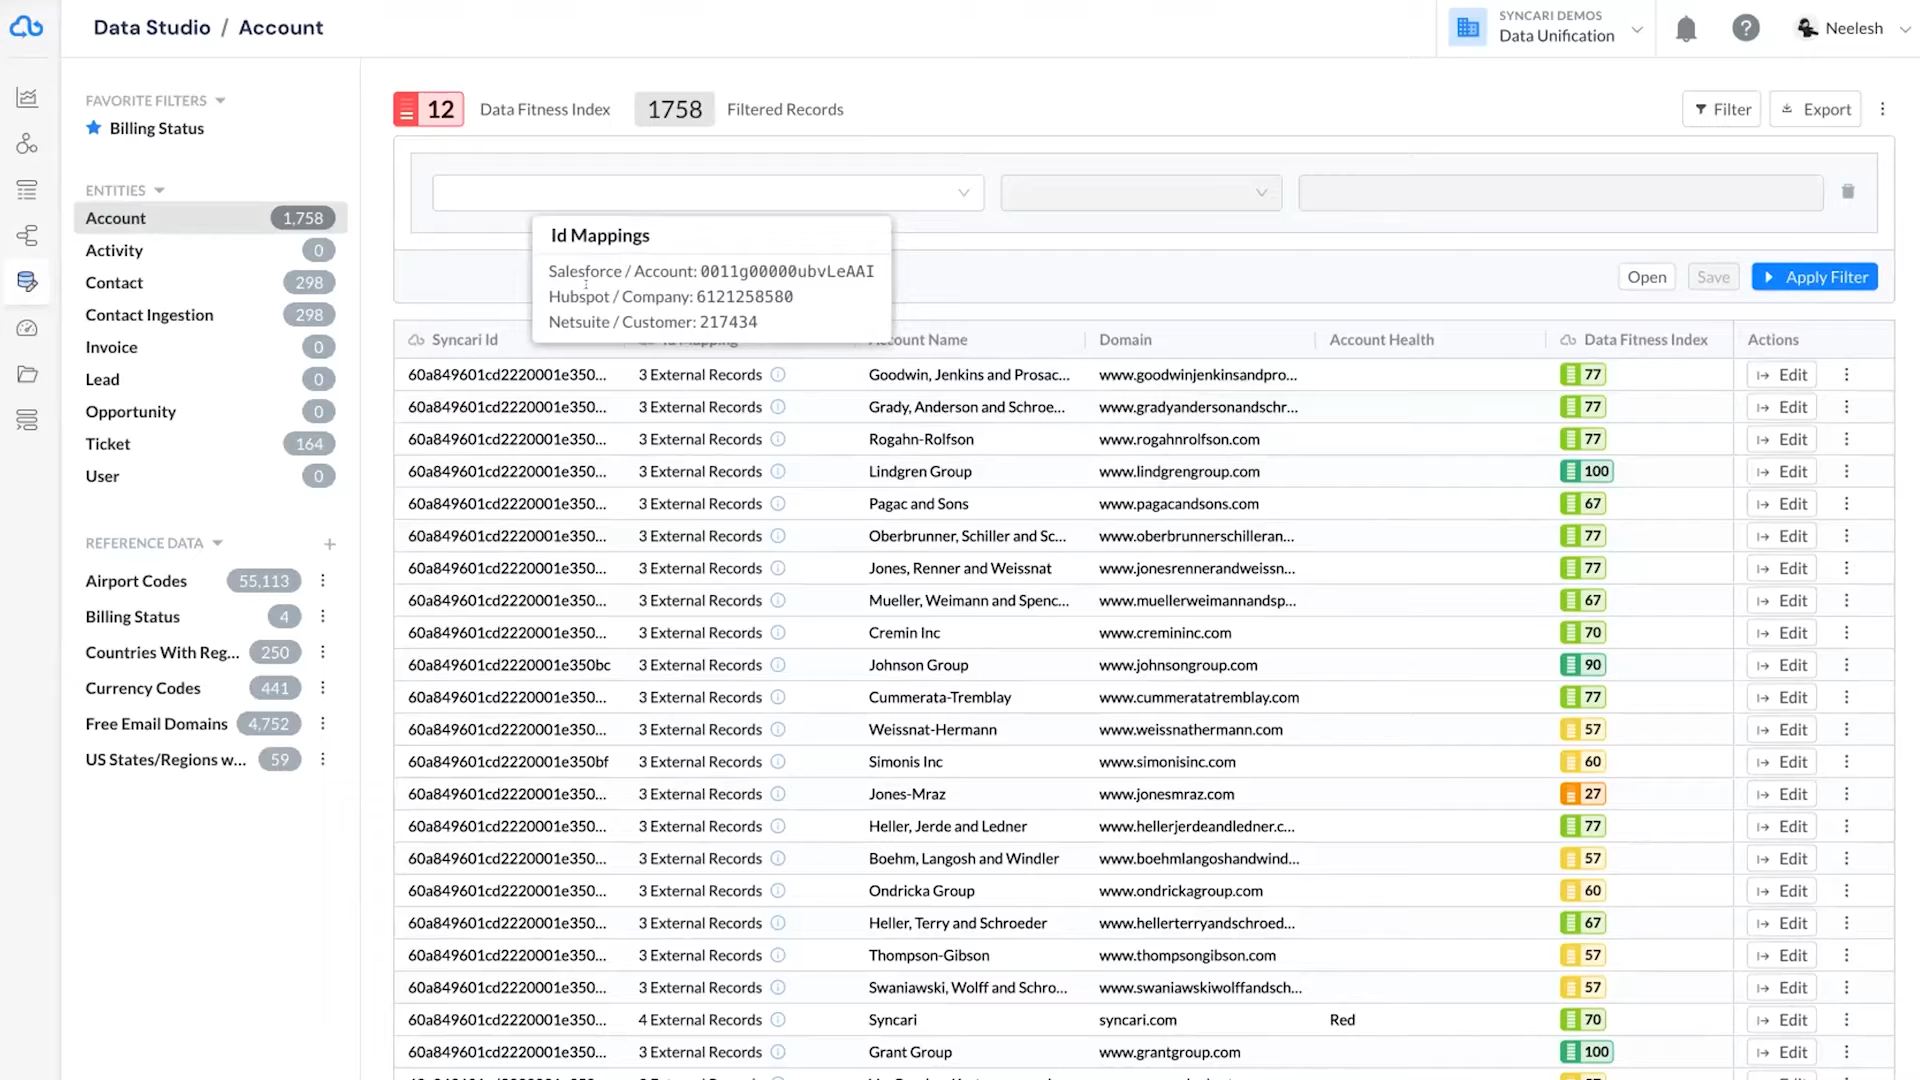 Data Studio / Account
SYNCARI DEMOS
Data Unification
Neelesh
FAVORITE FILTERS
Billing Status
ENTITIES
Account 1,758
Activity 0
Contact 298
Contact Ingestion 298
Invoice 0
Lead 0
Opportunity 0
Ticket 164
User 0
REFERENCE DATA +
Airport Codes 55,113
Billing Status 4
Countries With Reg... 250
Currency Codes 441
Free Email Domains 4,752
US States/Regions w... 59
12 Data Fitness Index 1758 Filtered Records
Filter Export
Id Mappings
Salesforce / Account: 0011g00000ubvLeAAI
Hubspot / Company: 6121258580
Netsuite / Customer: 217434
Open Save Apply Filter
Syncari Id Account Name Domain Account Health Data Fitness Index Actions
60a849601cd2220001e350... 3 External Records Goodwin, Jenkins and Prosac... www.goodwinjenkinsandpro... 77 Edit
60a849601cd2220001e350... 3 External Records Grady, Anderson and Schroe... www.gradyandersonandschr... 77 Edit
60a849601cd2220001e350... 3 External Records Rogahn-Rolfson www.rogahnrolfson.com 77 Edit
60a849601cd2220001e350... 3 External Records Lindgren Group www.lindgrengroup.com 100 Edit
60a849601cd2220001e350... 3 External Records Pagac and Sons www.pagacandsons.com 67 Edit
60a849601cd2220001e350... 3 External Records Oberbrunner, Schiller and Sc... www.oberbrunnerschilleran... 77 Edit
60a849601cd2220001e350... 3 External Records Jones, Renner and Weissnat www.jonesrennerandweissn... 77 Edit
60a849601cd2220001e350... 3 External Records Mueller, Weimann and Spenc... www.muellerweimannandsp... 67 Edit
60a849601cd2220001e350... 3 External Records Cremin Inc www.creminc.com 70 Edit
60a849601cd2220001e350bc 3 External Records Johnson Group www.johnsongroup.com 90 Edit
60a849601cd2220001e350... 3 External Records Cummerata-Tremblay www.cummeratatremblay.com 77 Edit
60a849601cd2220001e350... 3 External Records Weissnat-Hermann www.weissnathermann.com 57 Edit
60a849601cd2220001e350bf 3 External Records Simonis Inc www.simonisinc.com 60 Edit
60a849601cd2220001e350... 3 External Records Jones-Mraz www.jonesmraz.com 27 Edit
60a849601cd2220001e350... 3 External Records Heller, Jerde and Ledner www.hellerjerdeandledner.c... 77 Edit
60a849601cd2220001e350... 3 External Records Boehm, Langosh and Windler www.boehmlangoshandwind... 57 Edit
60a849601cd2220001e350... 3 External Records Ondricka Group www.ondrickagroup.com 60 Edit
60a849601cd2220001e350... 3 External Records Heller, Terry and Schroeder www.hellerterryandschroed... 67 Edit
60a849601cd2220001e350... 3 External Records Thompson-Gibson www.thompsongibson.com 57 Edit
60a849601cd2220001e350... 3 External Records Swaniawski, Wolff and Schro... www.swaniawskiwolffandsch... 57 Edit
60a849601cd2220001e350... 4 External Records Syncari syncari.com Red 70 Edit
60a849601cd2220001e350... 3 External Records Grant Group www.grantgroup.com 100 Edit